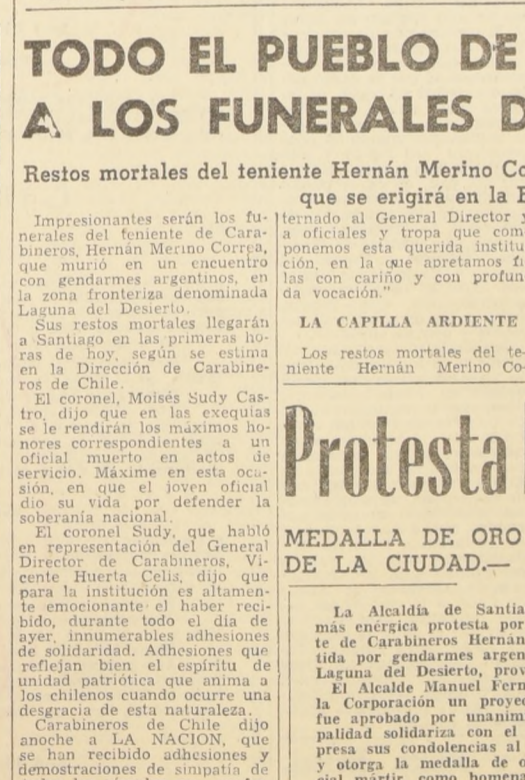 TODO EL PUEBLO DE
A LOS FUNERALES D
Restos mortales del teniente Hernán Merino Co
que se erigirá en la E
Impresionantes serán los fu-
nerales del teniente de Cara-
bineros, Hernán Merino Correa,
que murió en un encuentro
con gendarmes argentinos, en
la zona fronteriza denominada
Laguna del Desierto.
Sus restos mortales llegarán
a Santiago en las primeras ho-
ras de hoy, según se estima
en la Dirección de Carabine-
ros de Chile.
El coronel, Moisés Sudy Cas-
tro, dijo que en las exequias
se le rendirán los máximos ho-
nores correspondientes a un
oficial muerto en actos de
servicio. Máxime en esta oca-
sión, en que el joven oficial
dio su vida por defender la
soberanía nacional.
El coronel Sudy, que habló
en representación del General
Director de Carabineros, Vi-
cente Huerta Celis, dijo que
para la institución es altamen-
te emocionante el haber reci-
bido, durante todo el día de
ayer, innumerables adhesiones
de solidaridad. Adhesiones que
reflejan bien el espíritu de
unidad patriótica que anima a
los chilenos cuando ocurre una
desgracia de esta naturaleza.
Carabineros de Chile dijo
anoche a LA NACION, que
se han recibido adhesiones y
demostraciones de simpatía de
ternado al General Director y
a oficiales y tropa que com
ponemos esta querida institu
ción, en la que apretamos fi
las con cariño y con profun
da vocación."
LA CAPILLA ARDIENTE
Los restos mortales del te-
niente Hernán Merino Co-
Protesta
MEDALLA DE ORO
DE LA CIUDAD.—
La Alcaldía de Santia
más enérgica protesta por
te de Carabineros Hernán
tida por gendarmes argen
Laguna del Desierto, prov
El Alcalde Manuel Fern
la Corporación un proyec
fue aprobado por unanim
palidad solidariza con el
presa sus condolencias al
y otorga la medalla de o
cial mártir como homen